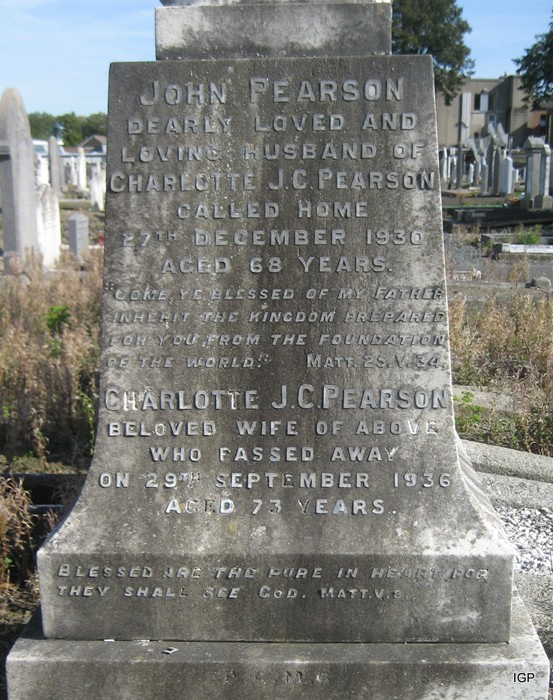 JOHN PEARSON
DEARLY LOVED AND
LOVING HUSBAND OF
CHARLOTTE J.C. PEARSON
CALLED HOME
27TH DECEMBER 1930
AGED 68 YEARS.
"COME, YE BLESSED OF MY FATHER
INHERIT THE KINGDOM PREPARED
FOR YOU FROM THE FOUNDATION
OF THE WORLD." MATT. 25. V. 34.
CHARLOTTE J.C. PEARSON
BELOVED WIFE OF ABOVE
WHO PASSED AWAY
ON 29TH SEPTEMBER 1936
AGED 73 YEARS.
BLESSED ARE THE PURE IN HEART FOR
THEY SHALL SEE GOD. MATT. V. 8.
IGP